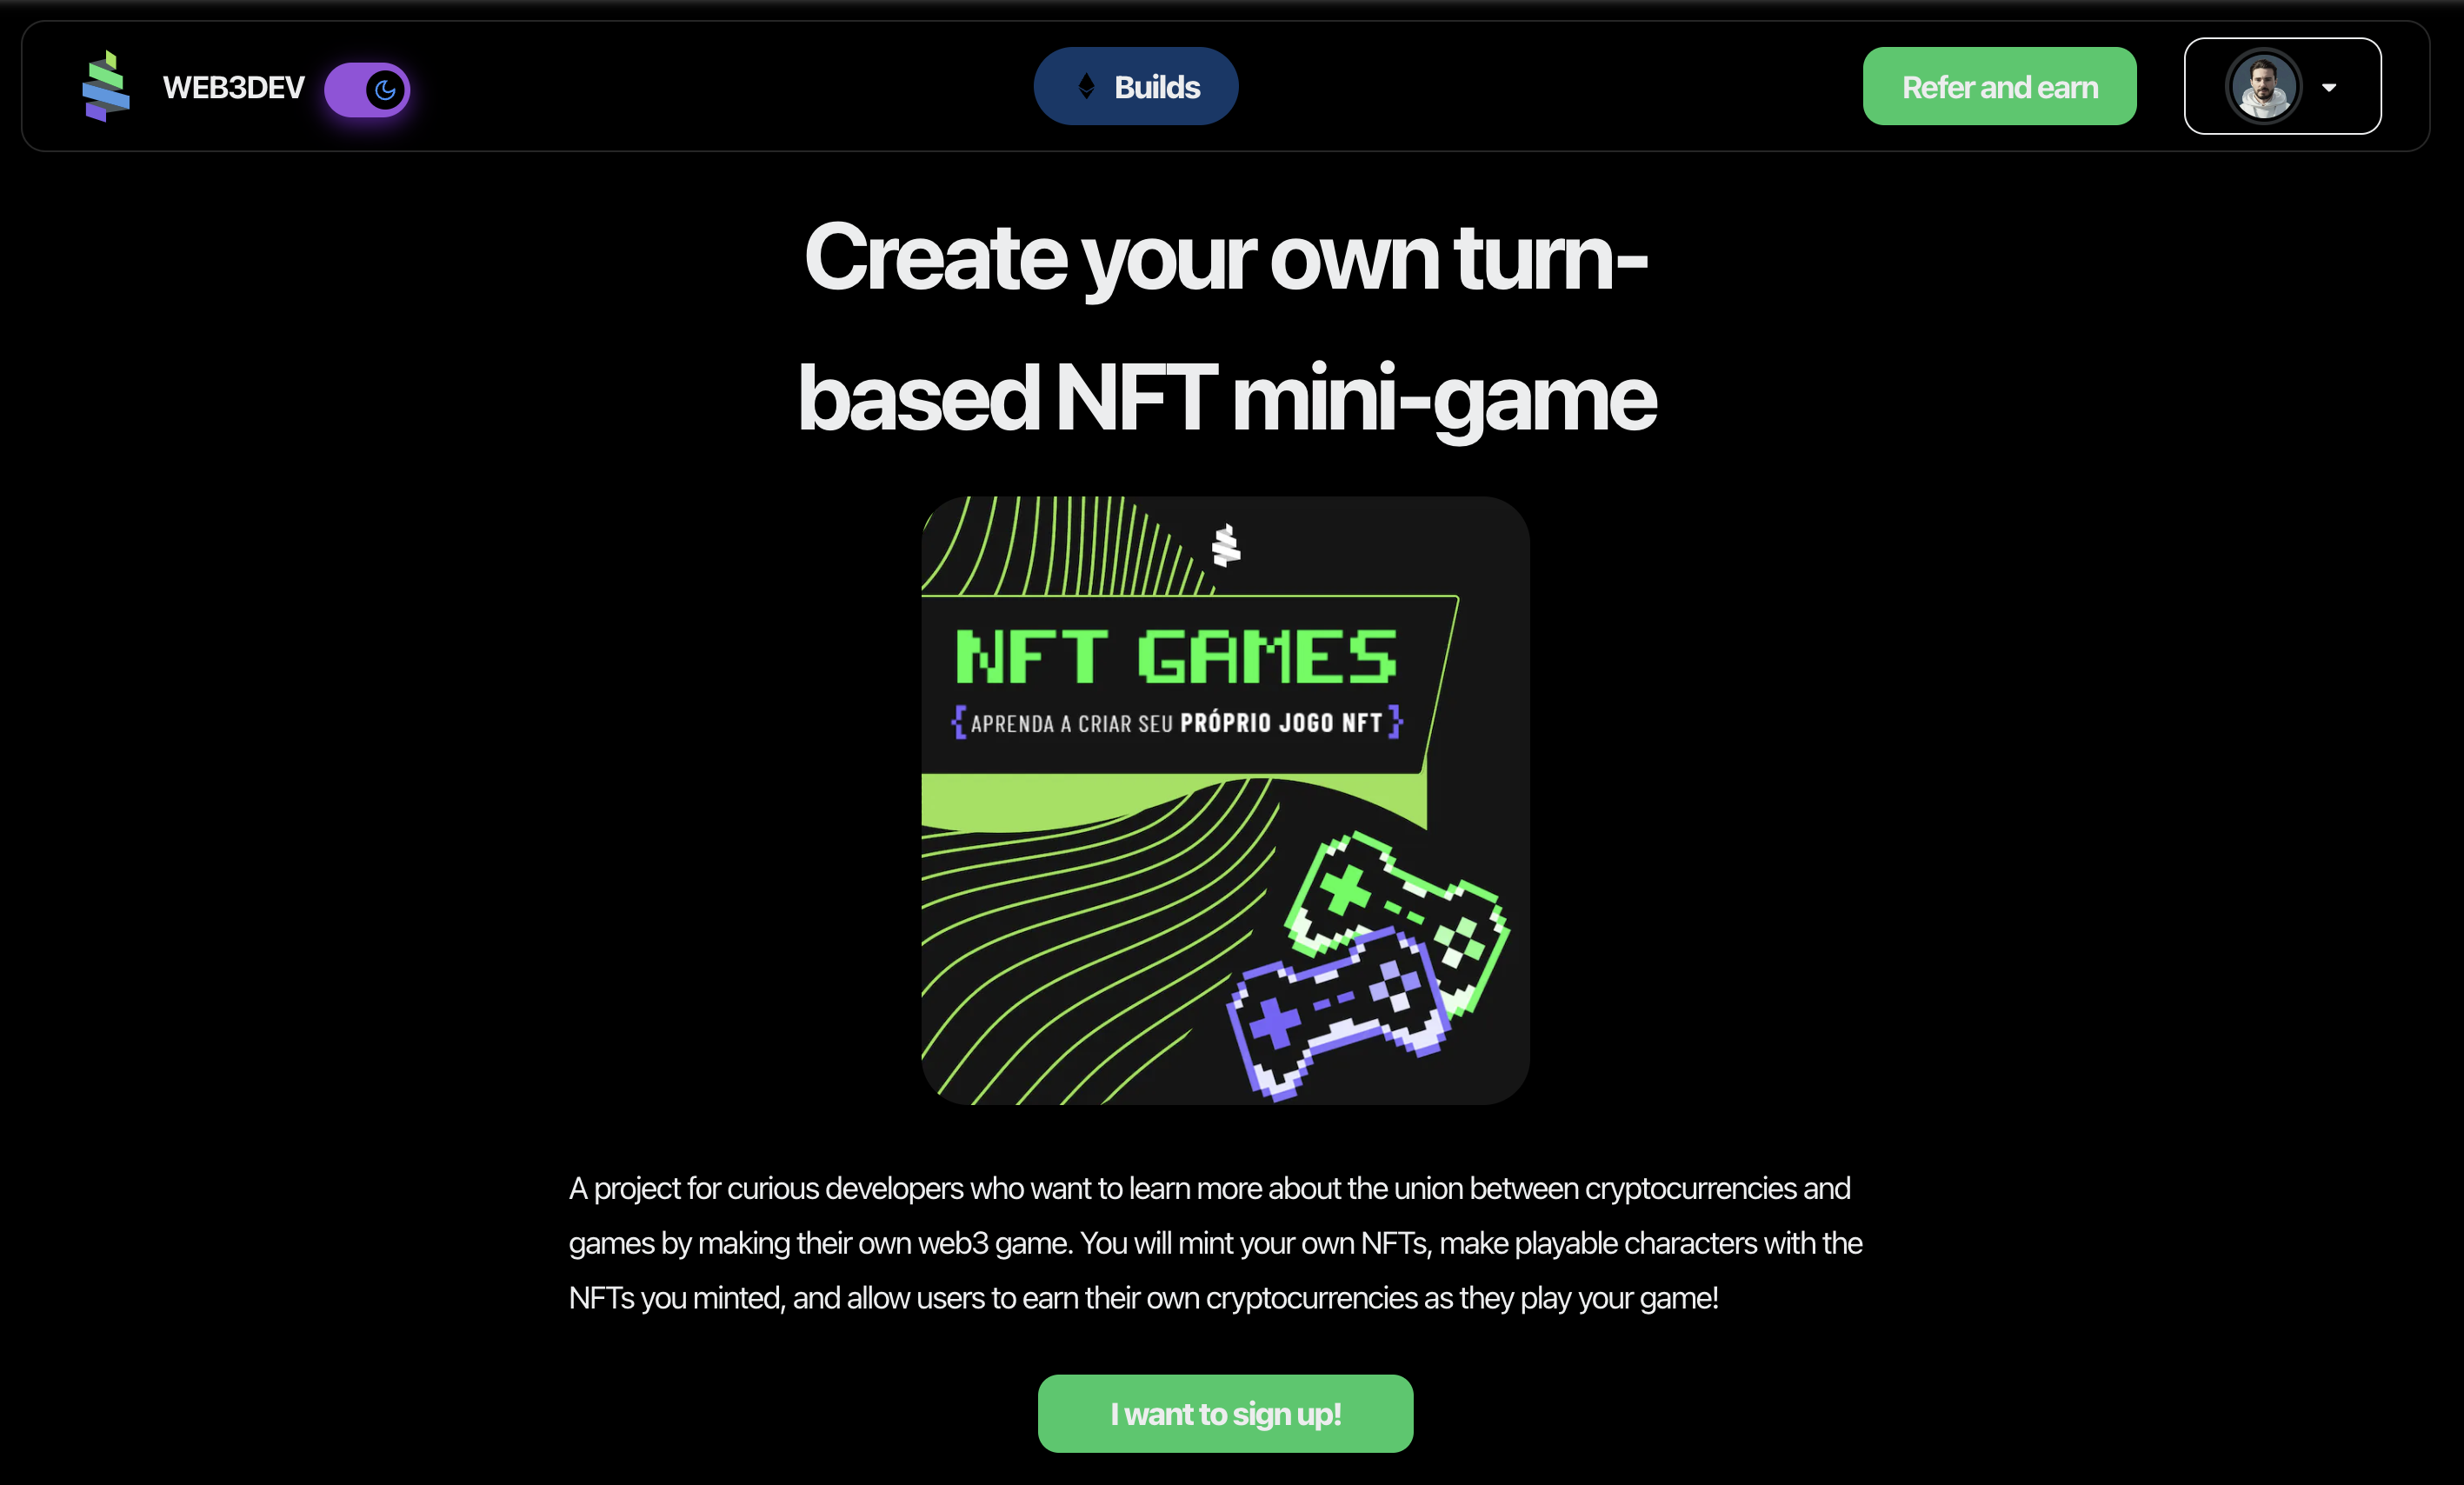 WEB3DEV
Builds
Refer and earn
Create your own turn-
based NFT mini-game
NFT GAMES
{APRENDA A CRIAR SEU PRÓPRIO JOGO NFT}
A project for curious developers who want to learn more about the union between cryptocurrencies and
games by making their own web3 game. You will mint your own NFTs, make playable characters with the
NFTs you minted, and allow users to earn their own cryptocurrencies as they play your game!
I want to sign up!